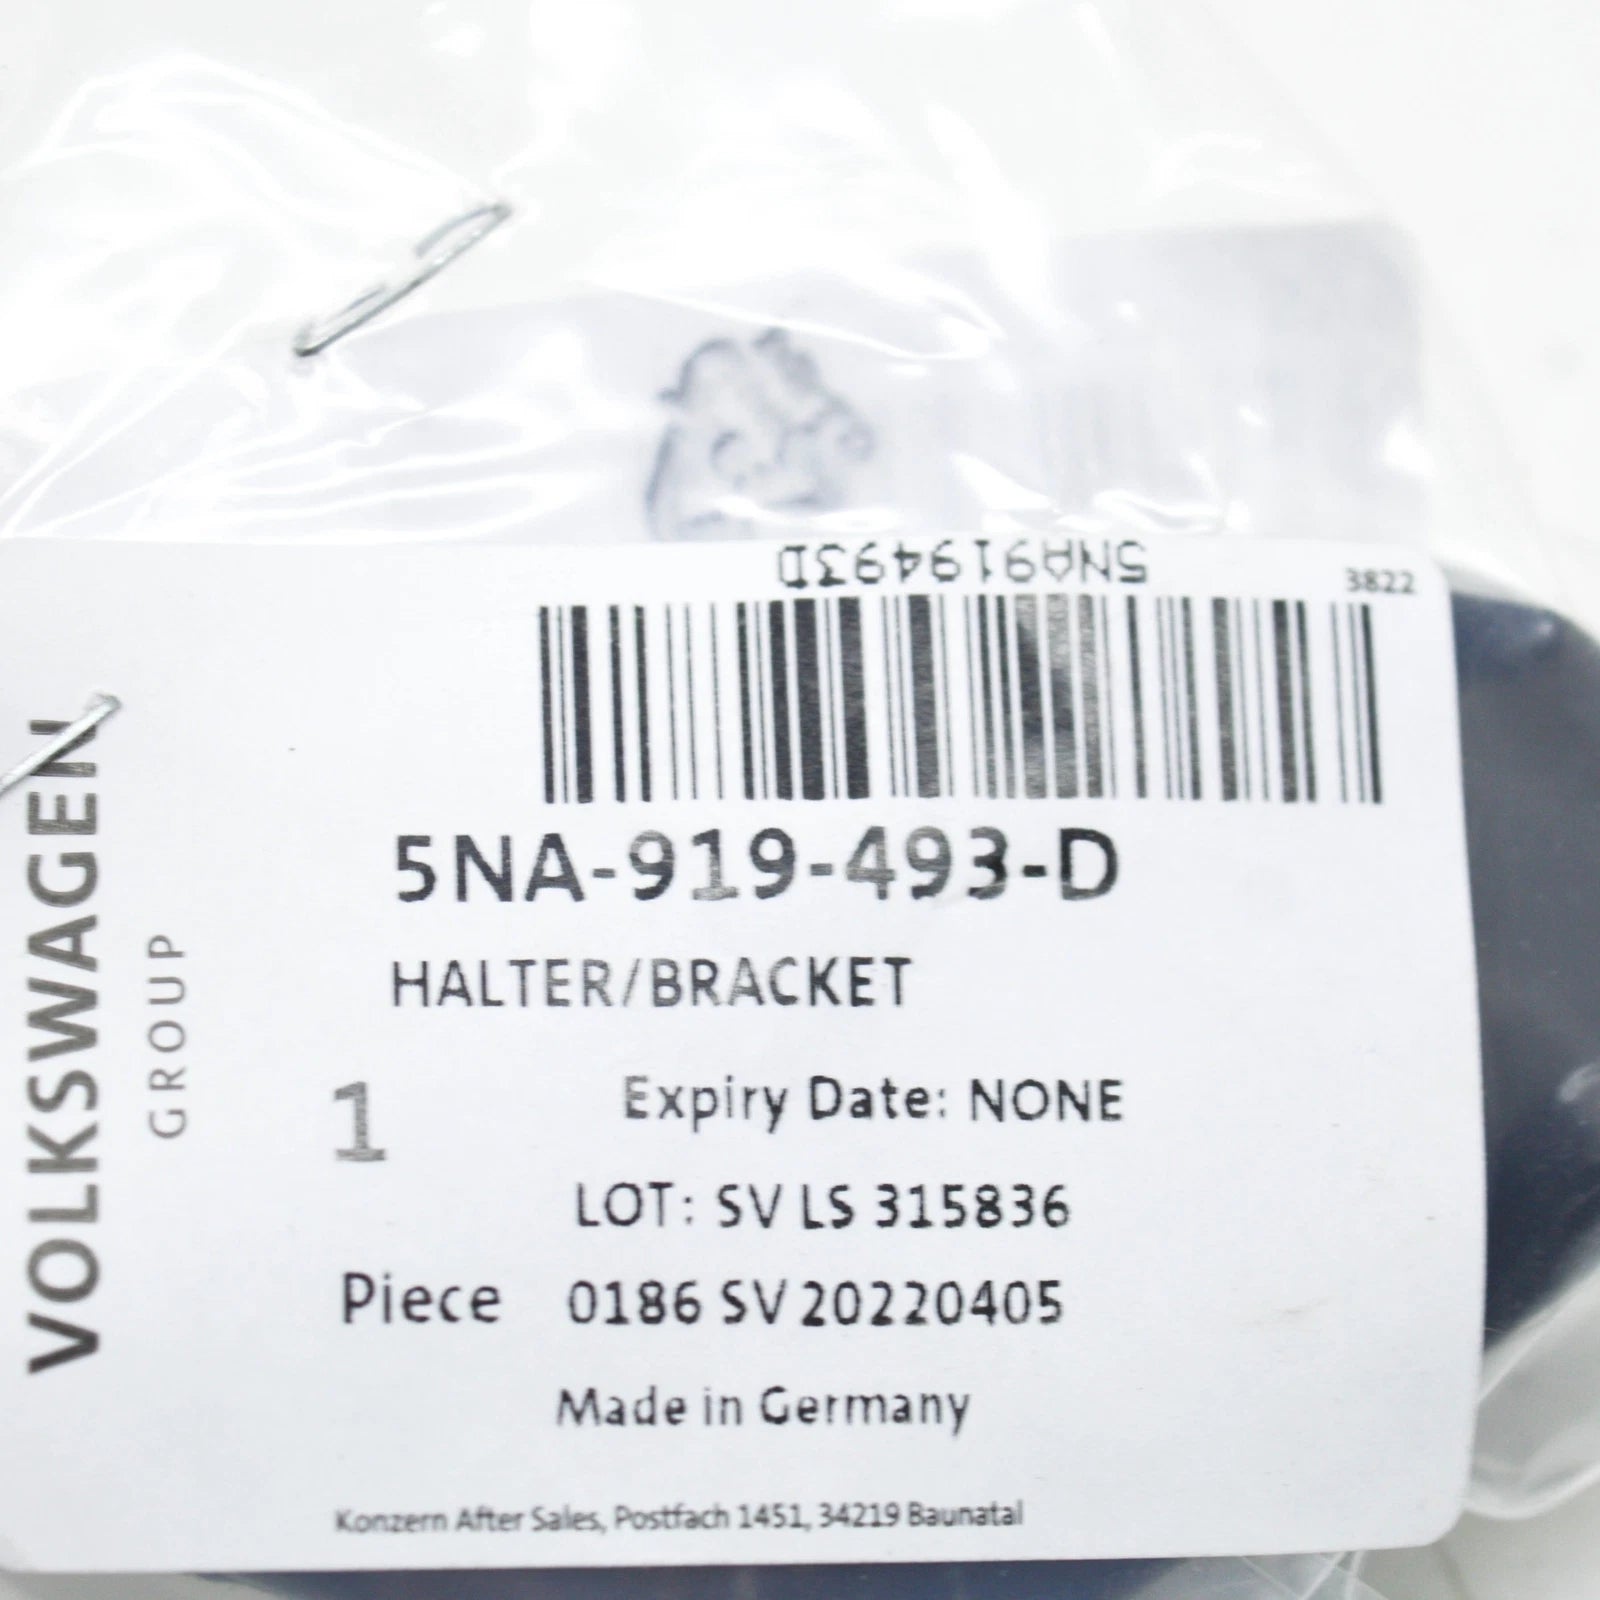 5NA919493D
3822
5NA-919-493-D
HALTER/BRACKET
1
Expiry Date: NONE
LOT: SV LS 315836
Piece 0186 SV 20220405
Made in Germany
Konzern After Sales, Postfach 1451, 34219 Baunatal
VOLKSWAGEN
GROUP